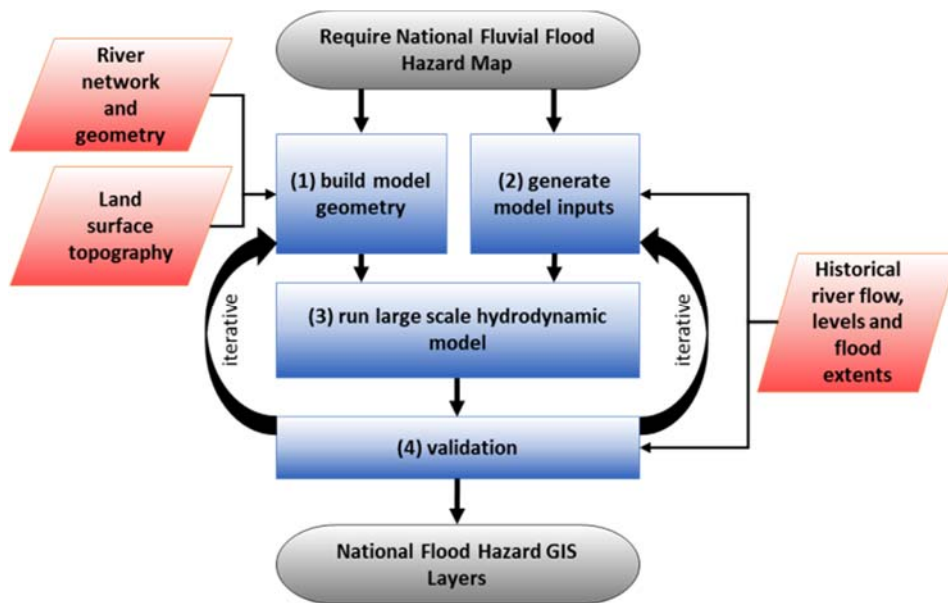 Require National Fluvial Flood
Hazard Map
River
network
and
geometry
Land
surface
topography
(1) build model
geometry
(2) generate
model inputs
Historical
river flow,
levels and
flood
extents
iterative
(3) run large scale hydrodynamic
model
iterative
(4) validation
National Flood Hazard GIS
Layers